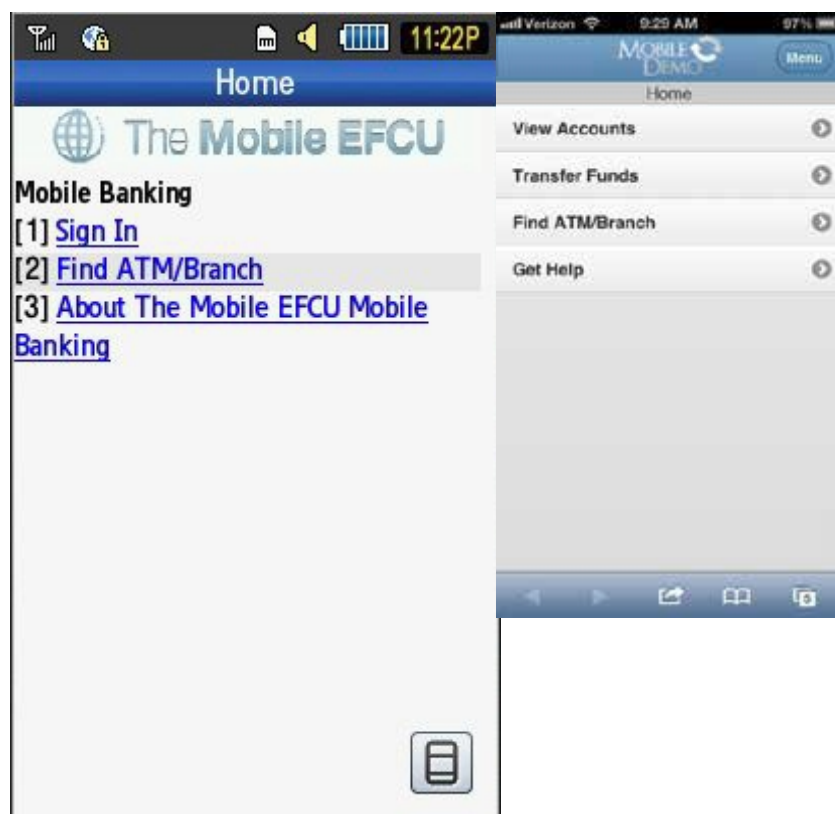 11:22P
Home
The Mobile EFCU
Mobile Banking
[1] Sign In
[2] Find ATM/Branch
[3] About The Mobile EFCU Mobile
Banking
Verizon 9:29 AM 97%
MOBILE
DEMO
Menu
Home
View Accounts
Transfer Funds
Find ATM/Branch
Get Help